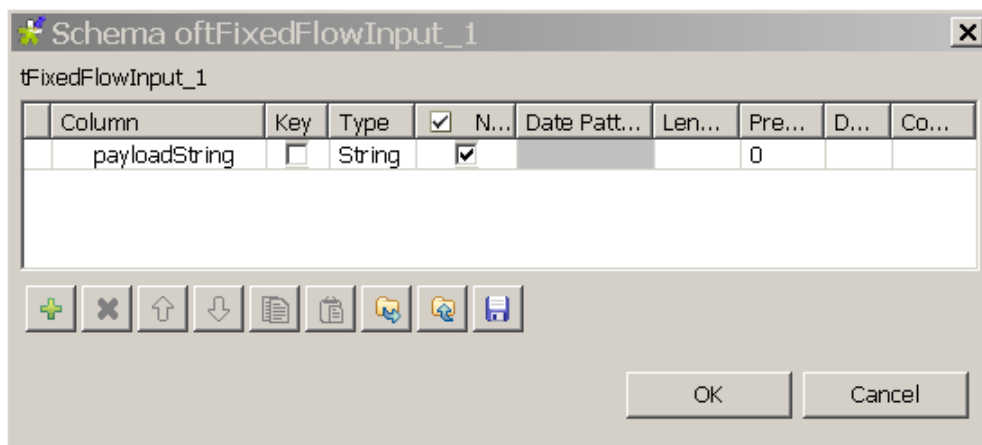 Schema oftFixedFlowInput_1
tFixedFlowInput_1
Column Key Type N... Date Patt... Len... Pre... D... Co...
payloadString String 0
OK Cancel